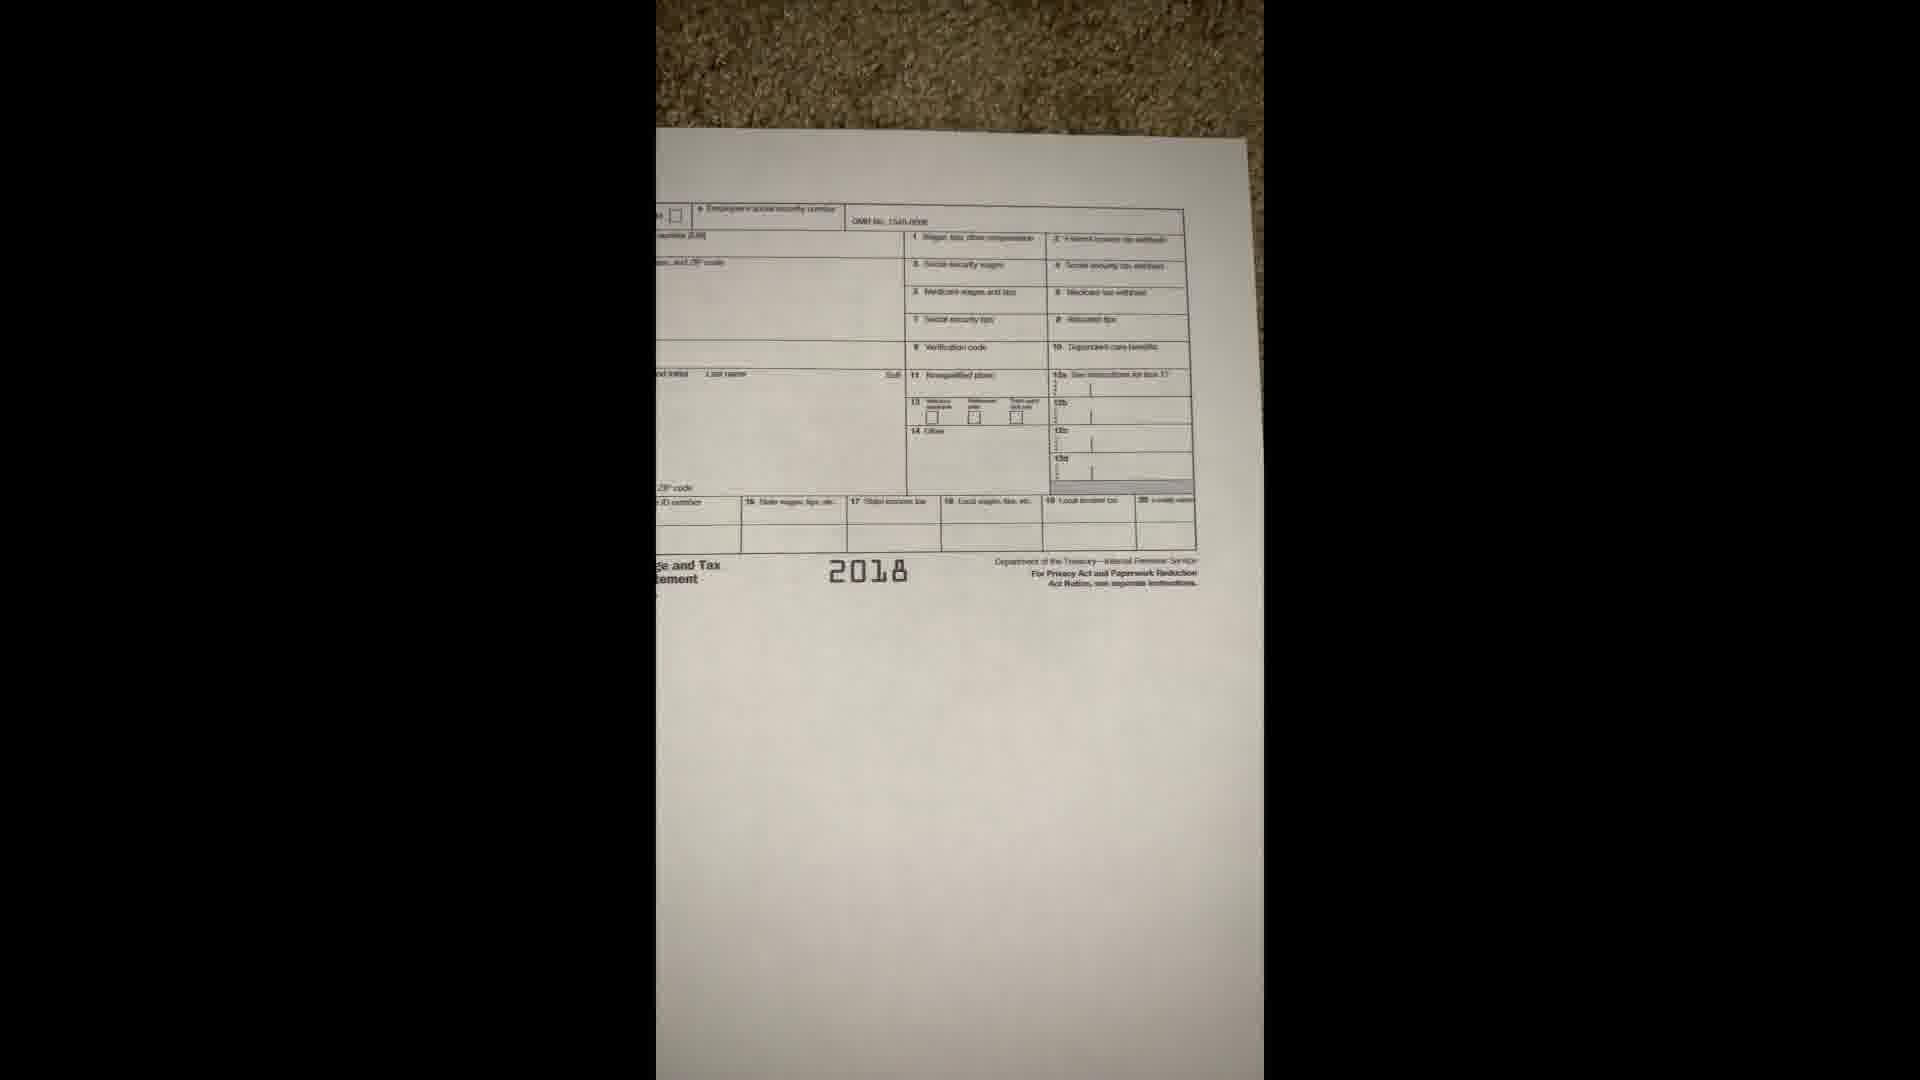 a Employee's social security number
OMB No. 1545-0008
number (EIN)
1 Wages, tips, other compensation
2 Federal income tax withheld
and ZIP code
3 Social security wages
4 Social security tax withheld
5 Medicare wages and tips
6 Medicare tax withheld
7 Social security tips
8 Allocated tips
9 Verification code
10 Dependent care benefits
nd initial Last name Suff.
11 Nonqualified plans
12a See instructions for box 12
13 Statutory employee Retirement plan Third-party sick pay
12b
14 Other
12c
12d
ZIP code
ID number
16 State wages, tips, etc.
17 State income tax
18 Local wages, tips, etc.
19 Local income tax
20 Locality name
ge and Tax
tement
2018
Department of the Treasury—Internal Revenue Service
For Privacy Act and Paperwork Reduction
Act Notice, see separate instructions.